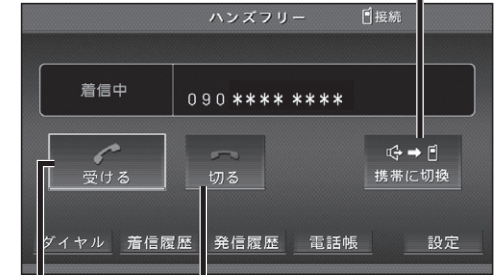 ハンズフリー 接続
着信中 090 **** ****
受ける 切る 携帯に切換
ダイヤル 着信履歴 発信履歴 電話帳 設定